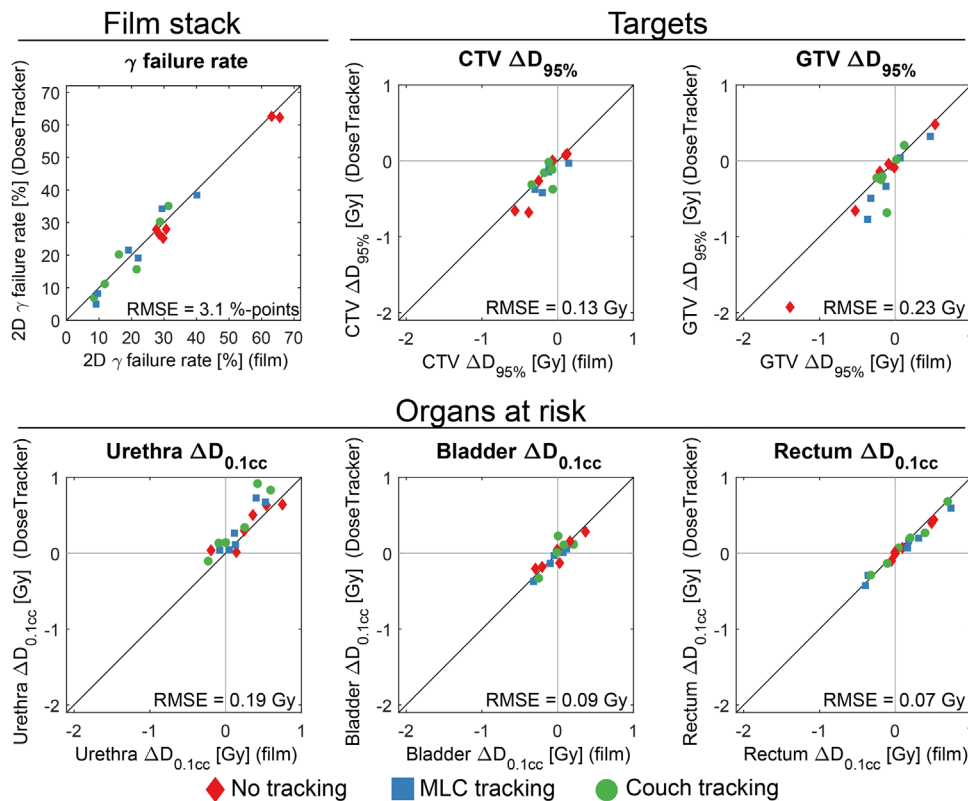 Film stack
Targets
γ failure rate
2D γ failure rate [%] (DoseTracker)
70
60
50
40
30
20
10
0
RMSE = 3.1 %-points
0 10 20 30 40 50 60 70
2D γ failure rate [%] (film)
CTV ΔD95%
CTV ΔD95% [Gy] (DoseTracker)
1
0
-1
-2
RMSE = 0.13 Gy
-2 -1 0 1
CTV ΔD95% [Gy] (film)
GTV ΔD95%
GTV ΔD95% [Gy] (DoseTracker)
1
0
-1
-2
RMSE = 0.23 Gy
-2 -1 0 1
GTV ΔD95% [Gy] (film)
Organs at risk
Urethra ΔD0.1cc
Urethra ΔD0.1cc [Gy] (DoseTracker)
1
0
-1
-2
RMSE = 0.19 Gy
-2 -1 0 1
Urethra ΔD0.1cc [Gy] (film)
Bladder ΔD0.1cc
Bladder ΔD0.1cc [Gy] (DoseTracker)
1
0
-1
-2
RMSE = 0.09 Gy
-2 -1 0 1
Bladder ΔD0.1cc [Gy] (film)
Rectum ΔD0.1cc
Rectum ΔD0.1cc [Gy] (DoseTracker)
1
0
-1
-2
RMSE = 0.07 Gy
-2 -1 0 1
Rectum ΔD0.1cc [Gy] (film)
No tracking MLC tracking Couch tracking